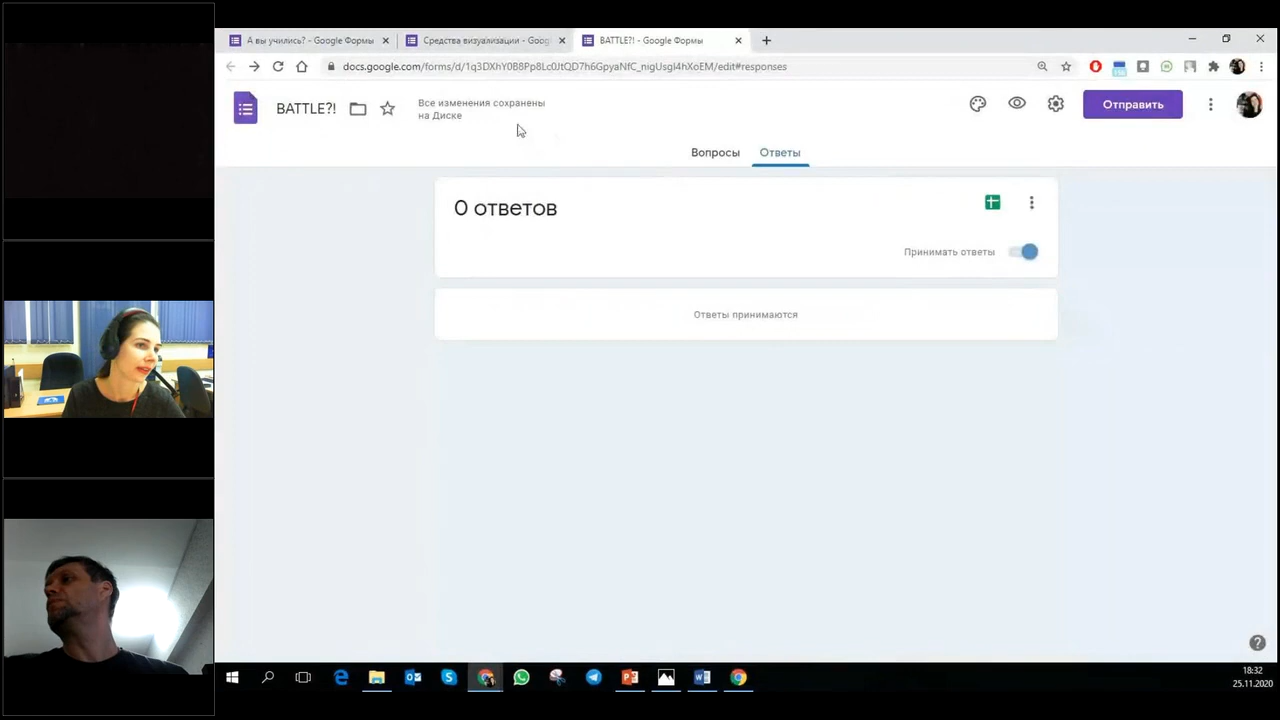 А вы учились? - Google Формы
Средства визуализации - Goog
BATTLE?! - Google Формы
docs.google.com/forms/d/1q3DXhY0B8Pp8Lc0JtQD7h6GpyaNfC_nigUsgl4hXoEM/edit#responses
BATTLE?!
Все изменения сохранены
на Диске
Отправить
Вопросы
Ответы
0 ответов
Принимать ответы
Ответы принимаются
18:32
25.11.2020